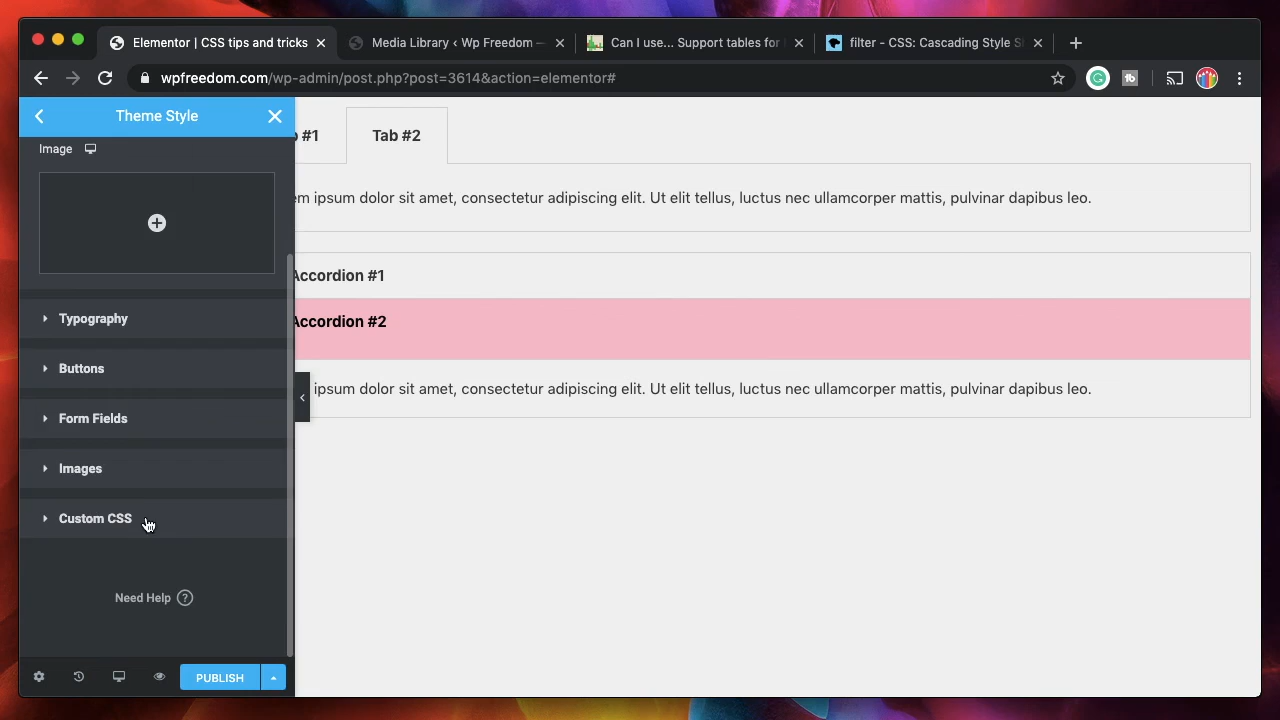 Elementor | CSS tips and tricks
Media Library ‹ Wp Freedom —
Can I use... Support tables for
filter - CSS: Cascading Style Sh
wpfreedom.com/wp-admin/post.php?post=3614&action=elementor#
Theme Style
Image
Typography
Buttons
Form Fields
Images
Custom CSS
Need Help ?
PUBLISH
#1
Tab #2
em ipsum dolor sit amet, consectetur adipiscing elit. Ut elit tellus, luctus nec ullamcorper mattis, pulvinar dapibus leo.
Accordion #1
Accordion #2
ipsum dolor sit amet, consectetur adipiscing elit. Ut elit tellus, luctus nec ullamcorper mattis, pulvinar dapibus leo.